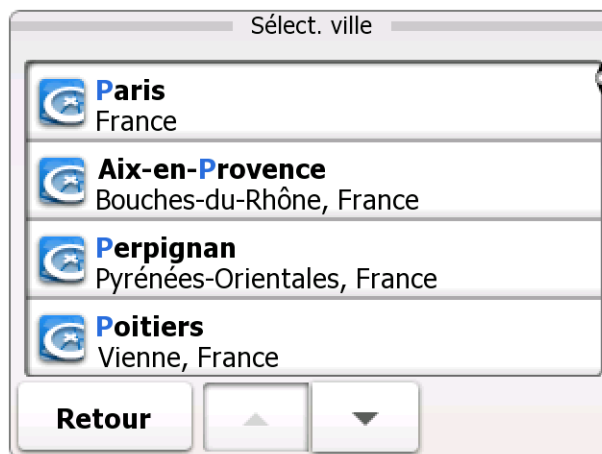 Sélect. ville
Paris
France
Aix-en-Provence
Bouches-du-Rhône, France
Perpignan
Pyrénées-Orientales, France
Poitiers
Vienne, France
Retour